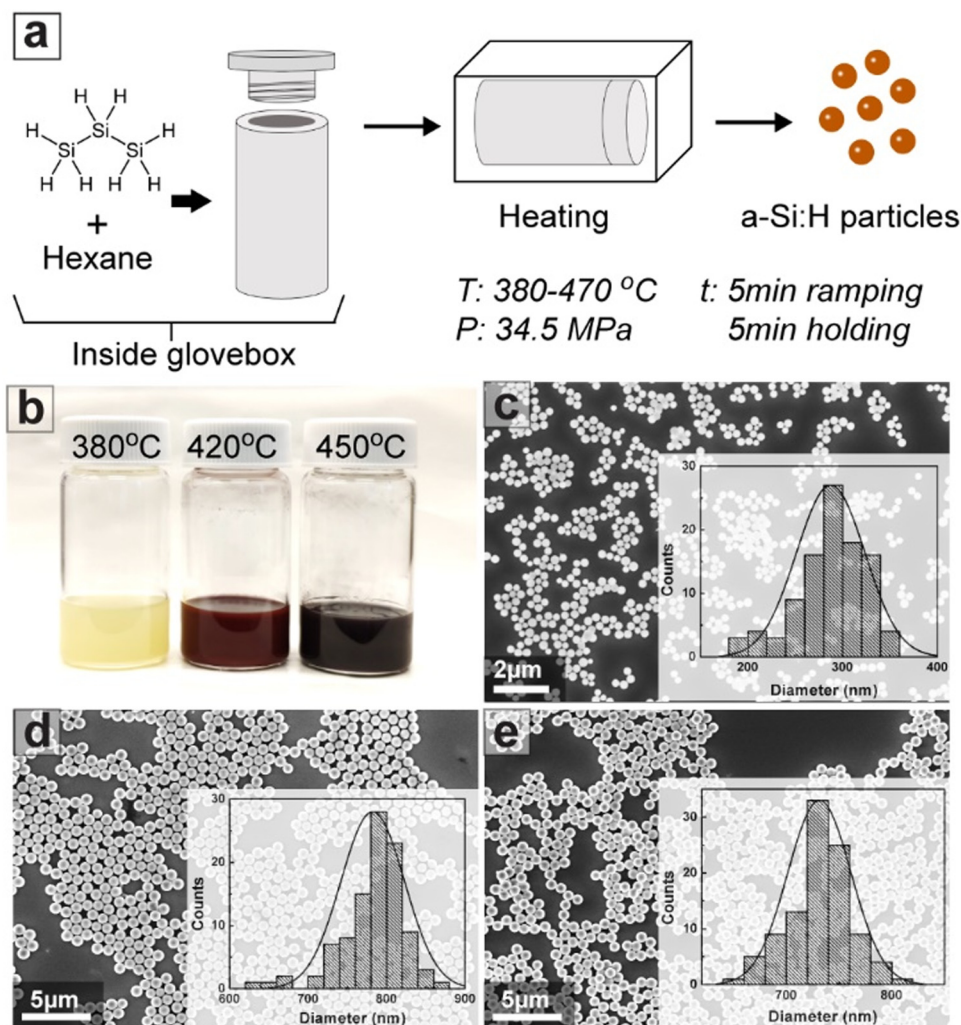 a
H H
H Si H
Si Si
H H H H
+
Hexane
Inside glovebox
Heating
a-Si:H particles
T: 380-470 °C
P: 34.5 MPa
t: 5min ramping
5min holding
b
380°C
420°C
450°C
c
30
20
10
0
Counts
200 300 400
Diameter (nm)
2µm
d
30
20
10
0
Counts
600 700 800 900
Diameter (nm)
5µm
e
30
20
10
0
Counts
700 800
Diameter (nm)
5µm